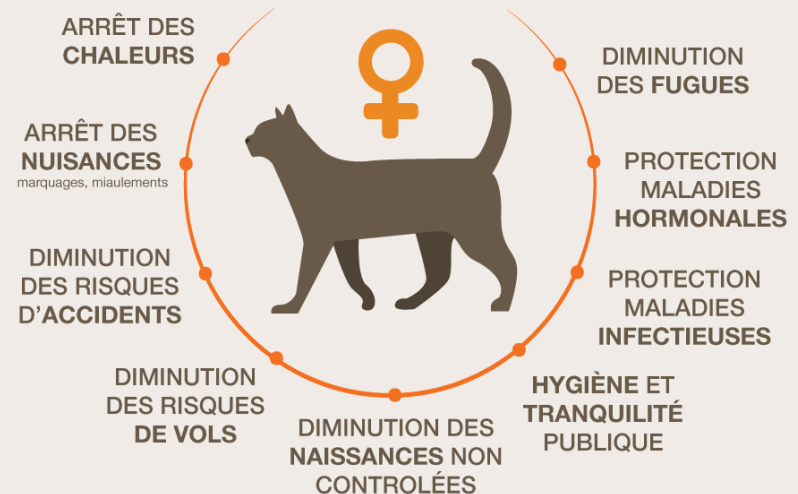 ARRÊT DES
CHALEURS
ARRÊT DES
NUISANCES
marquages, miaulements
DIMINUTION
DES RISQUES
D'ACCIDENTS
DIMINUTION
DES RISQUES
DE VOLS
DIMINUTION DES
NAISSANCES NON
CONTROLÉES
HYGIÈNE ET
TRANQUILITÉ
PUBLIQUE
PROTECTION
MALADIES
INFECTIEUSES
PROTECTION
MALADIES
HORMONALES
DIMINUTION
DES FUGUES